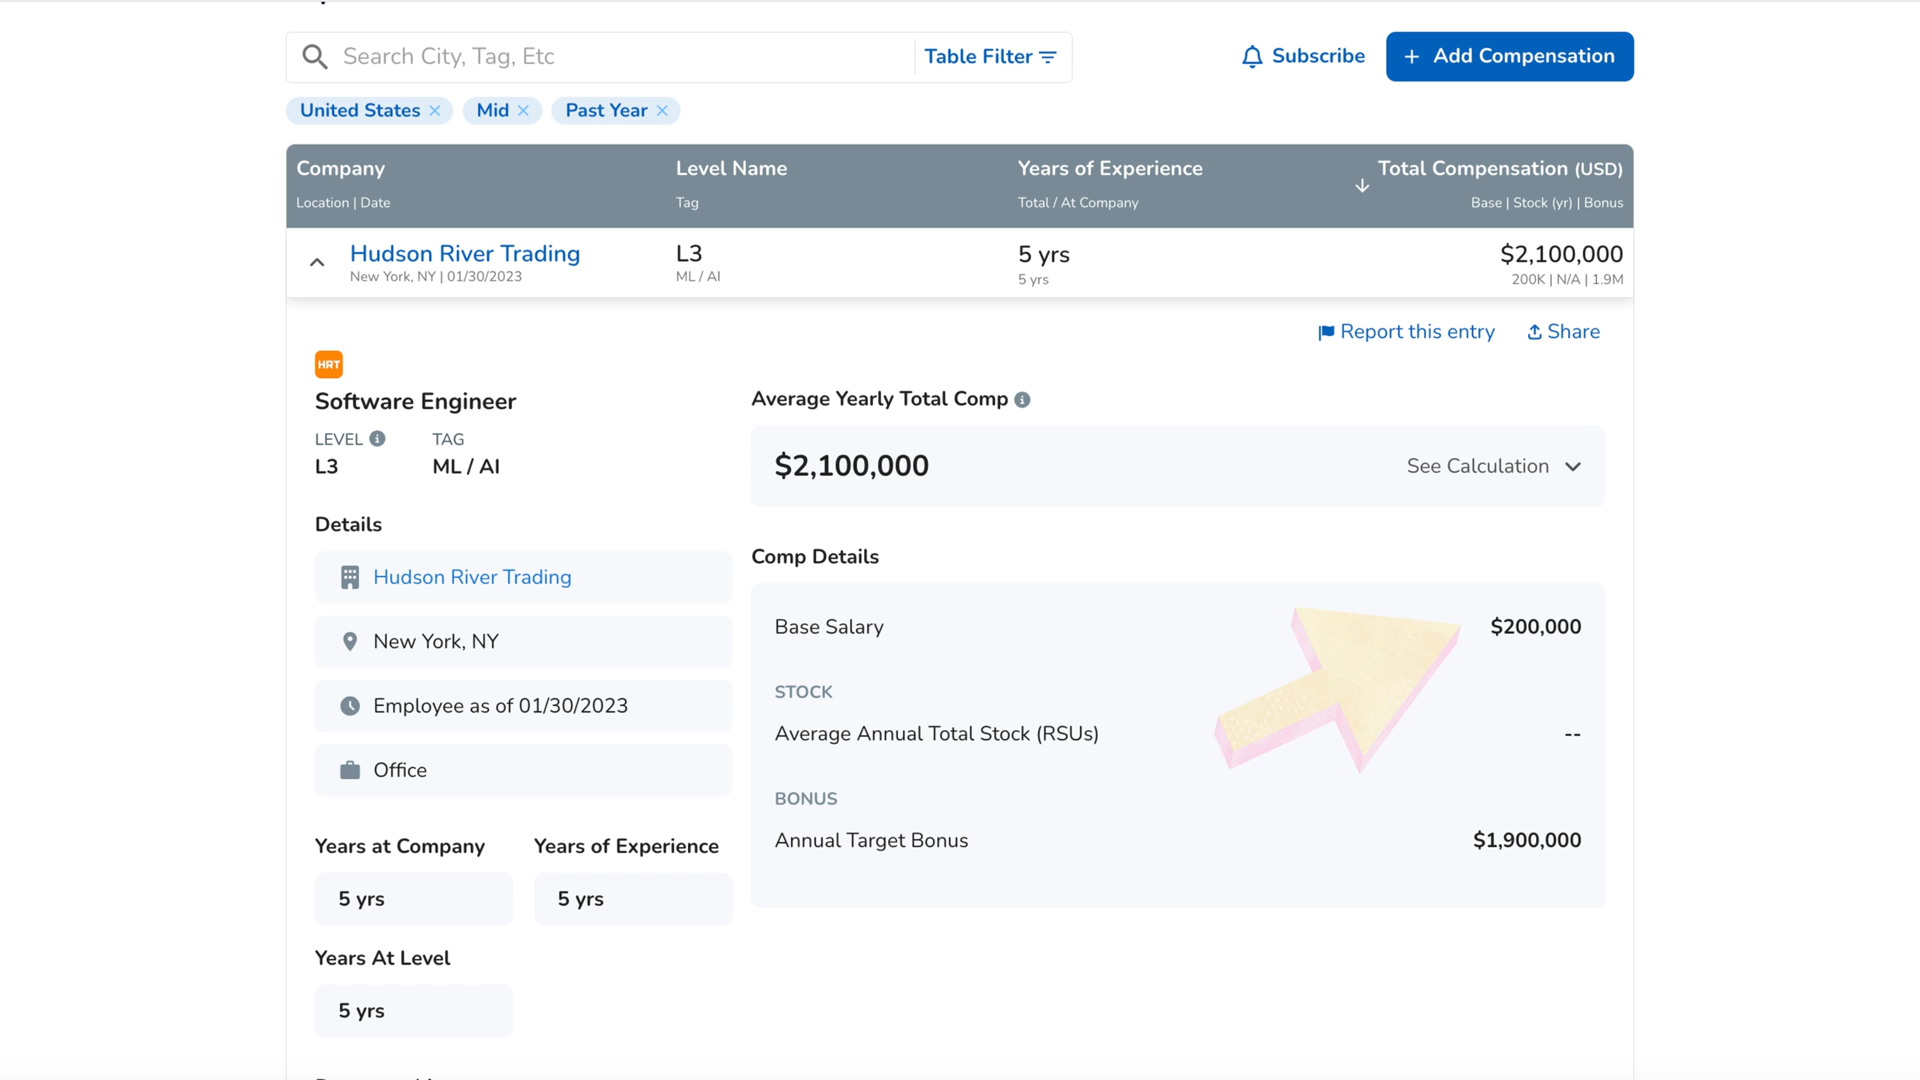 Search City, Tag, Etc
Table Filter
Subscribe
+ Add Compensation
United States ×
Mid ×
Past Year ×
Company
Level Name
Years of Experience
Total Compensation (USD)
Location | Date
Tag
Total / At Company
Base | Stock (yr) | Bonus
Hudson River Trading
L3
5 yrs
$2,100,000
New York, NY | 01/30/2023
ML / AI
5 yrs
200K | N/A | 1.9M
Report this entry
Share
HRT
Software Engineer
LEVEL
TAG
L3
ML / AI
Average Yearly Total Comp
$2,100,000
See Calculation
Details
Hudson River Trading
New York, NY
Employee as of 01/30/2023
Office
Comp Details
Base Salary
$200,000
STOCK
Average Annual Total Stock (RSUs)
--
BONUS
Annual Target Bonus
$1,900,000
Years at Company
Years of Experience
5 yrs
5 yrs
Years At Level
5 yrs